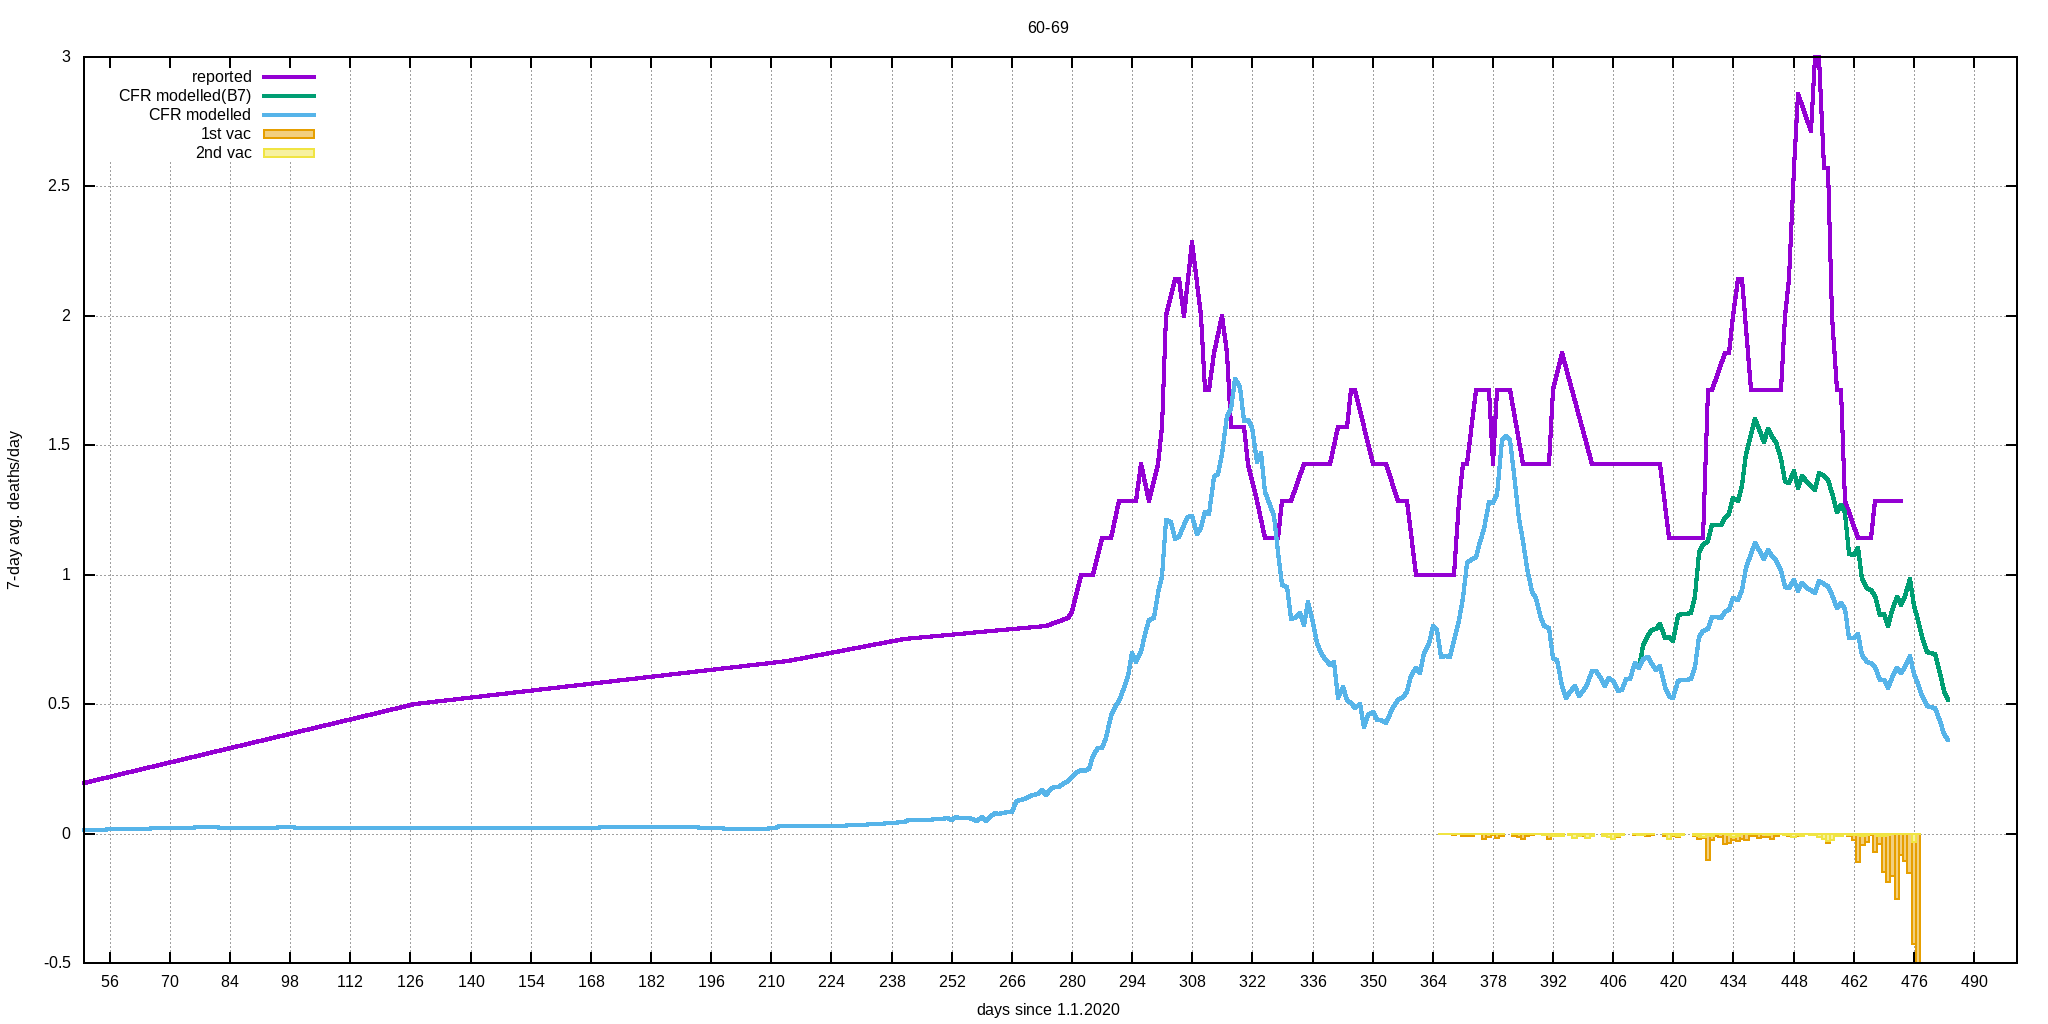 60-69
reported
CFR modelled(B7)
CFR modelled
1st vac
2nd vac
3
2.5
2
1.5
1
0.5
0
-0.5
7-day avg. deaths/day
56 70 84 98 112 126 140 154 168 182 196 210 224 238 252 266 280 294 308 322 336 350 364 378 392 406 420 434 448 462 476 490
days since 1.1.2020